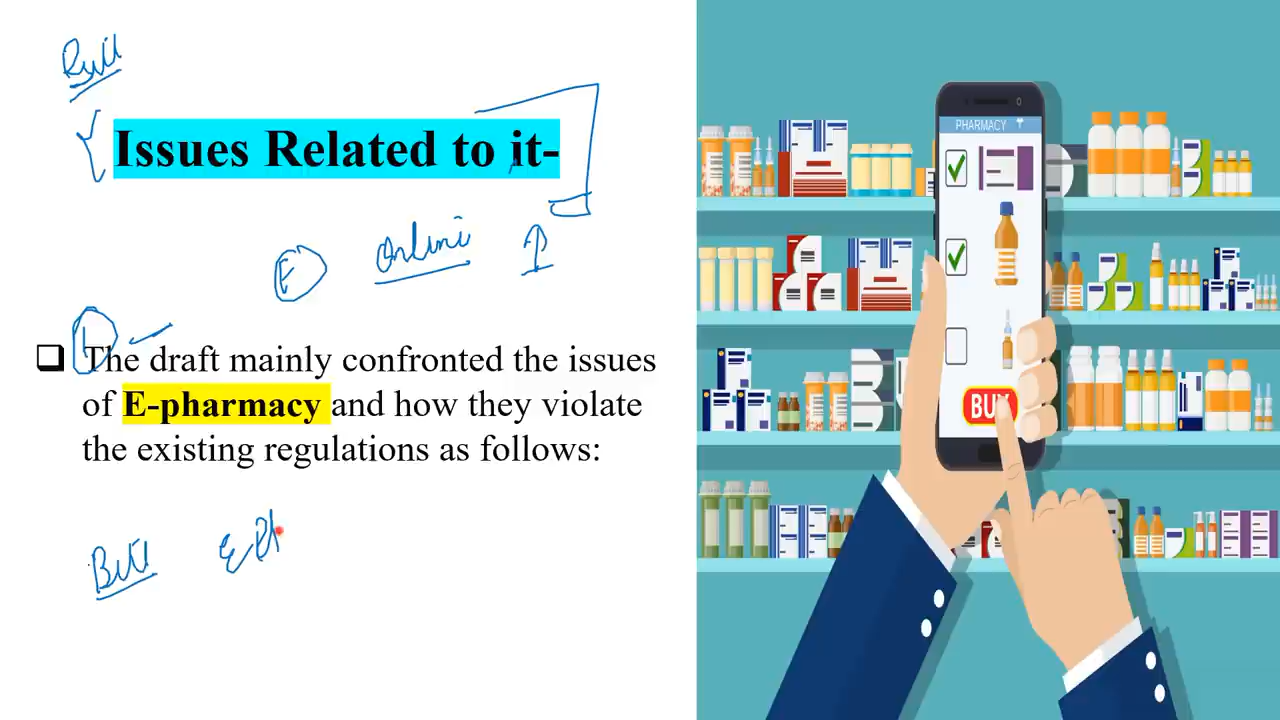 Issues Related to it-
PHARMACY
E
Online
❑ The draft mainly confronted the issues
of E-pharmacy and how they violate
the existing regulations as follows:
BUY